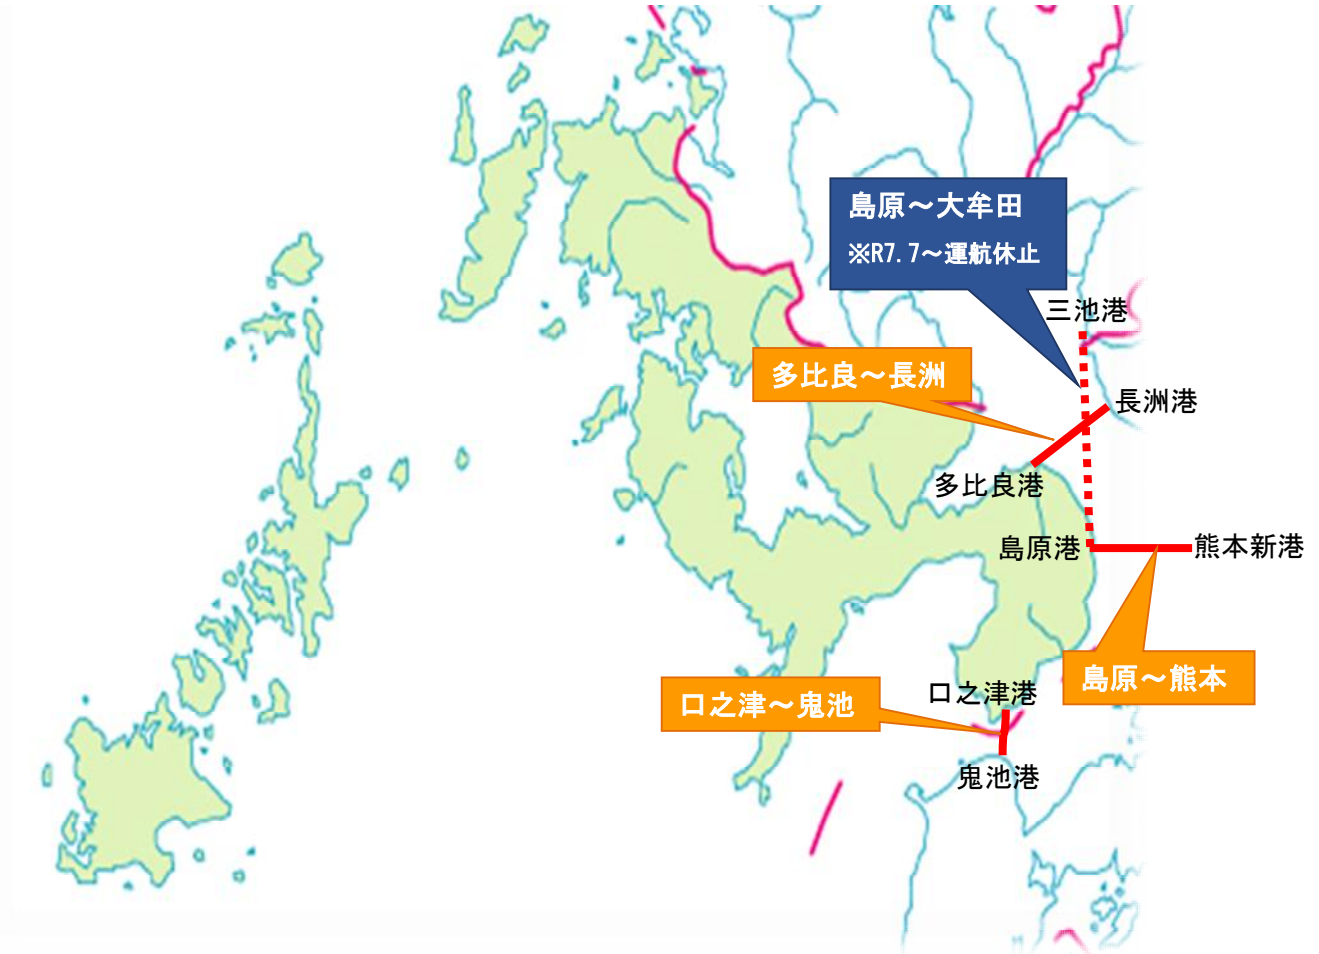 島原～大牟田
※R7.7～運航休止
三池港
多比良～長洲
長洲港
多比良港
島原港
熊本新港
島原～熊本
口之津～鬼池
口之津港
鬼池港